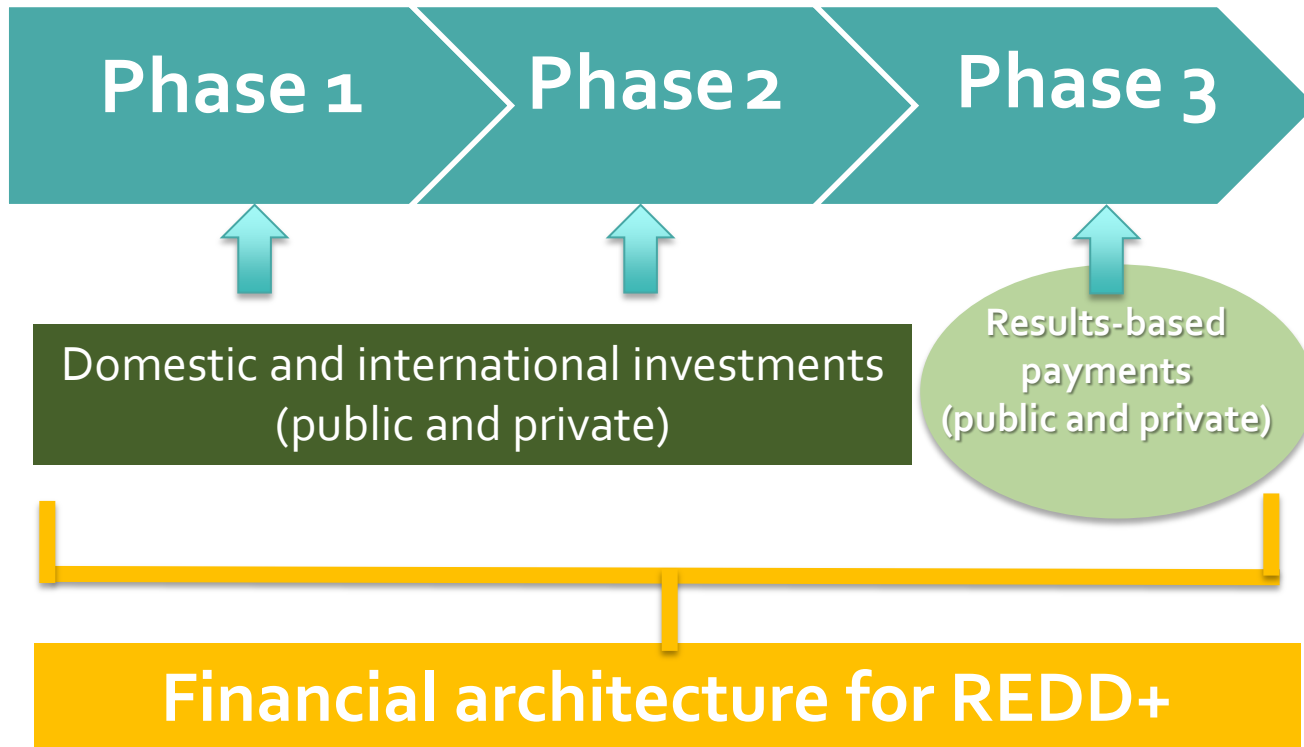 Phase 1
Phase 2
Phase 3
Domestic and international investments
(public and private)
Results-based
payments
(public and private)
Financial architecture for REDD+